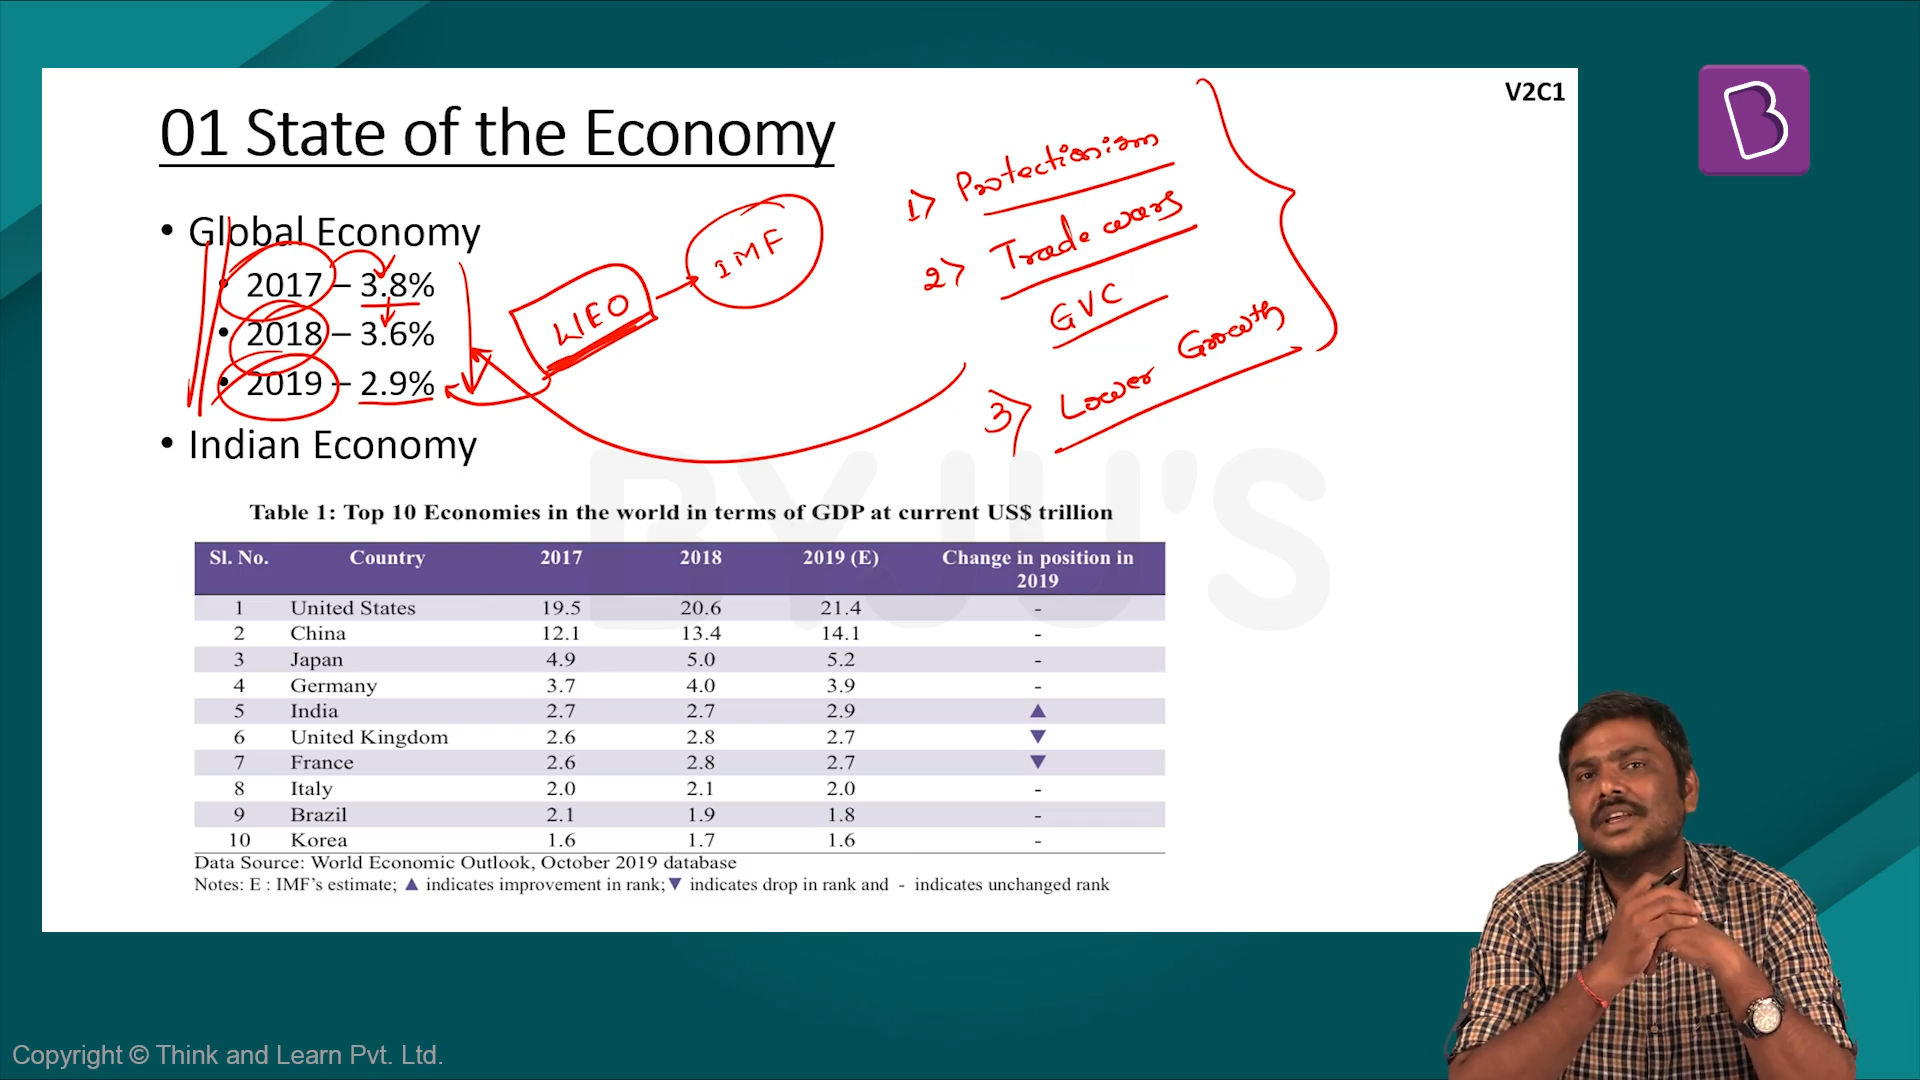 V2C1
01 State of the Economy
• Global Economy
• 2017 – 3.8%
• 2018 – 3.6%
• 2019 – 2.9%
• Indian Economy
WEO
IMF
1) Protectionism
2) Trade wars
GVC
3) Lower Growth
BYJU'S
Table 1: Top 10 Economies in the world in terms of GDP at current US$ trillion
Sl. No. Country 2017 2018 2019 (E) Change in position in 2019
1 United States 19.5 20.6 21.4 -
2 China 12.1 13.4 14.1 -
3 Japan 4.9 5.0 5.2 -
4 Germany 3.7 4.0 3.9 -
5 India 2.7 2.7 2.9 ▲
6 United Kingdom 2.6 2.8 2.7 ▼
7 France 2.6 2.8 2.7 ▼
8 Italy 2.0 2.1 2.0 -
9 Brazil 2.1 1.9 1.8 -
10 Korea 1.6 1.7 1.6 -
Data Source: World Economic Outlook, October 2019 database
Notes: E : IMF's estimate; ▲ indicates improvement in rank; ▼ indicates drop in rank and - indicates unchanged rank
B
Copyright © Think and Learn Pvt. Ltd.